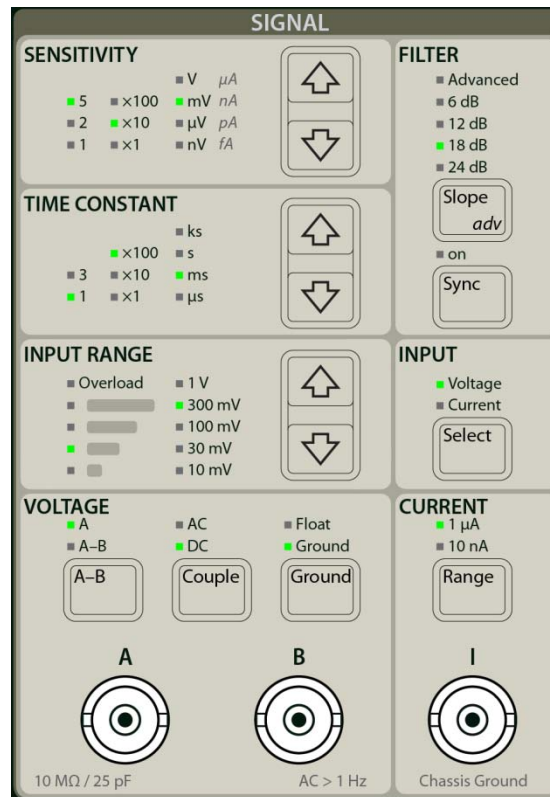 SIGNAL
SENSITIVITY
V µA
5 ×100 mV nA
2 ×10 µV pA
1 ×1 nV fA
FILTER
Advanced
6 dB
12 dB
18 dB
24 dB
Slope
adv
on
Sync
TIME CONSTANT
ks
×100 s
3 ×10 ms
1 ×1 µs
INPUT RANGE
Overload 1 V
300 mV
100 mV
30 mV
10 mV
INPUT
Voltage
Current
Select
VOLTAGE
A AC Float
A–B DC Ground
A–B Couple Ground
CURRENT
1 µA
10 nA
Range
A B I
10 MΩ / 25 pF AC > 1 Hz Chassis Ground